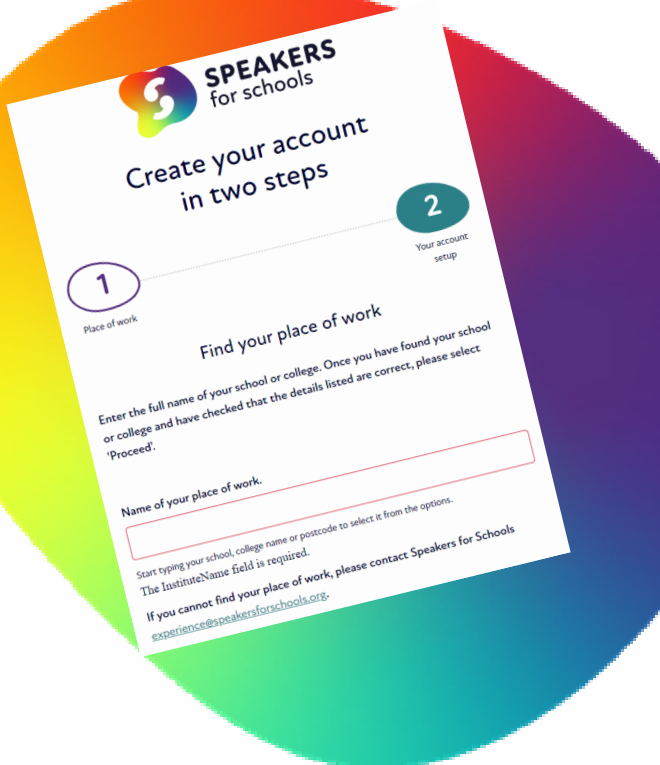 SPEAKERS
for schools
Create your account
in two steps
1
2
Place of work
Your account
setup
Find your place of work
Enter the full name of your school or college. Once you have found your school
or college and have checked that the details listed are correct, please select
'Proceed'.
Name of your place of work.
Start typing your school, college name or postcode to select it from the options.
The InstituteName field is required.
If you cannot find your place of work, please contact Speakers for Schools
experience@speakersforschools.org.